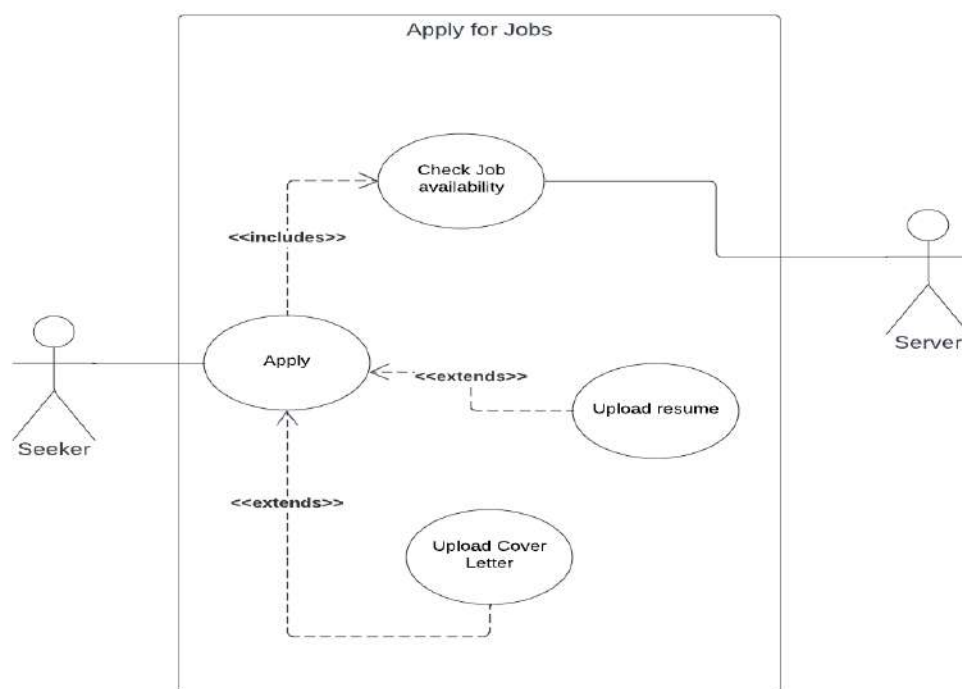 Apply for Jobs
Check Job
availability
<<includes>>
Server
Apply
<<extends>>
Upload resume
Seeker
<<extends>>
Upload Cover
Letter